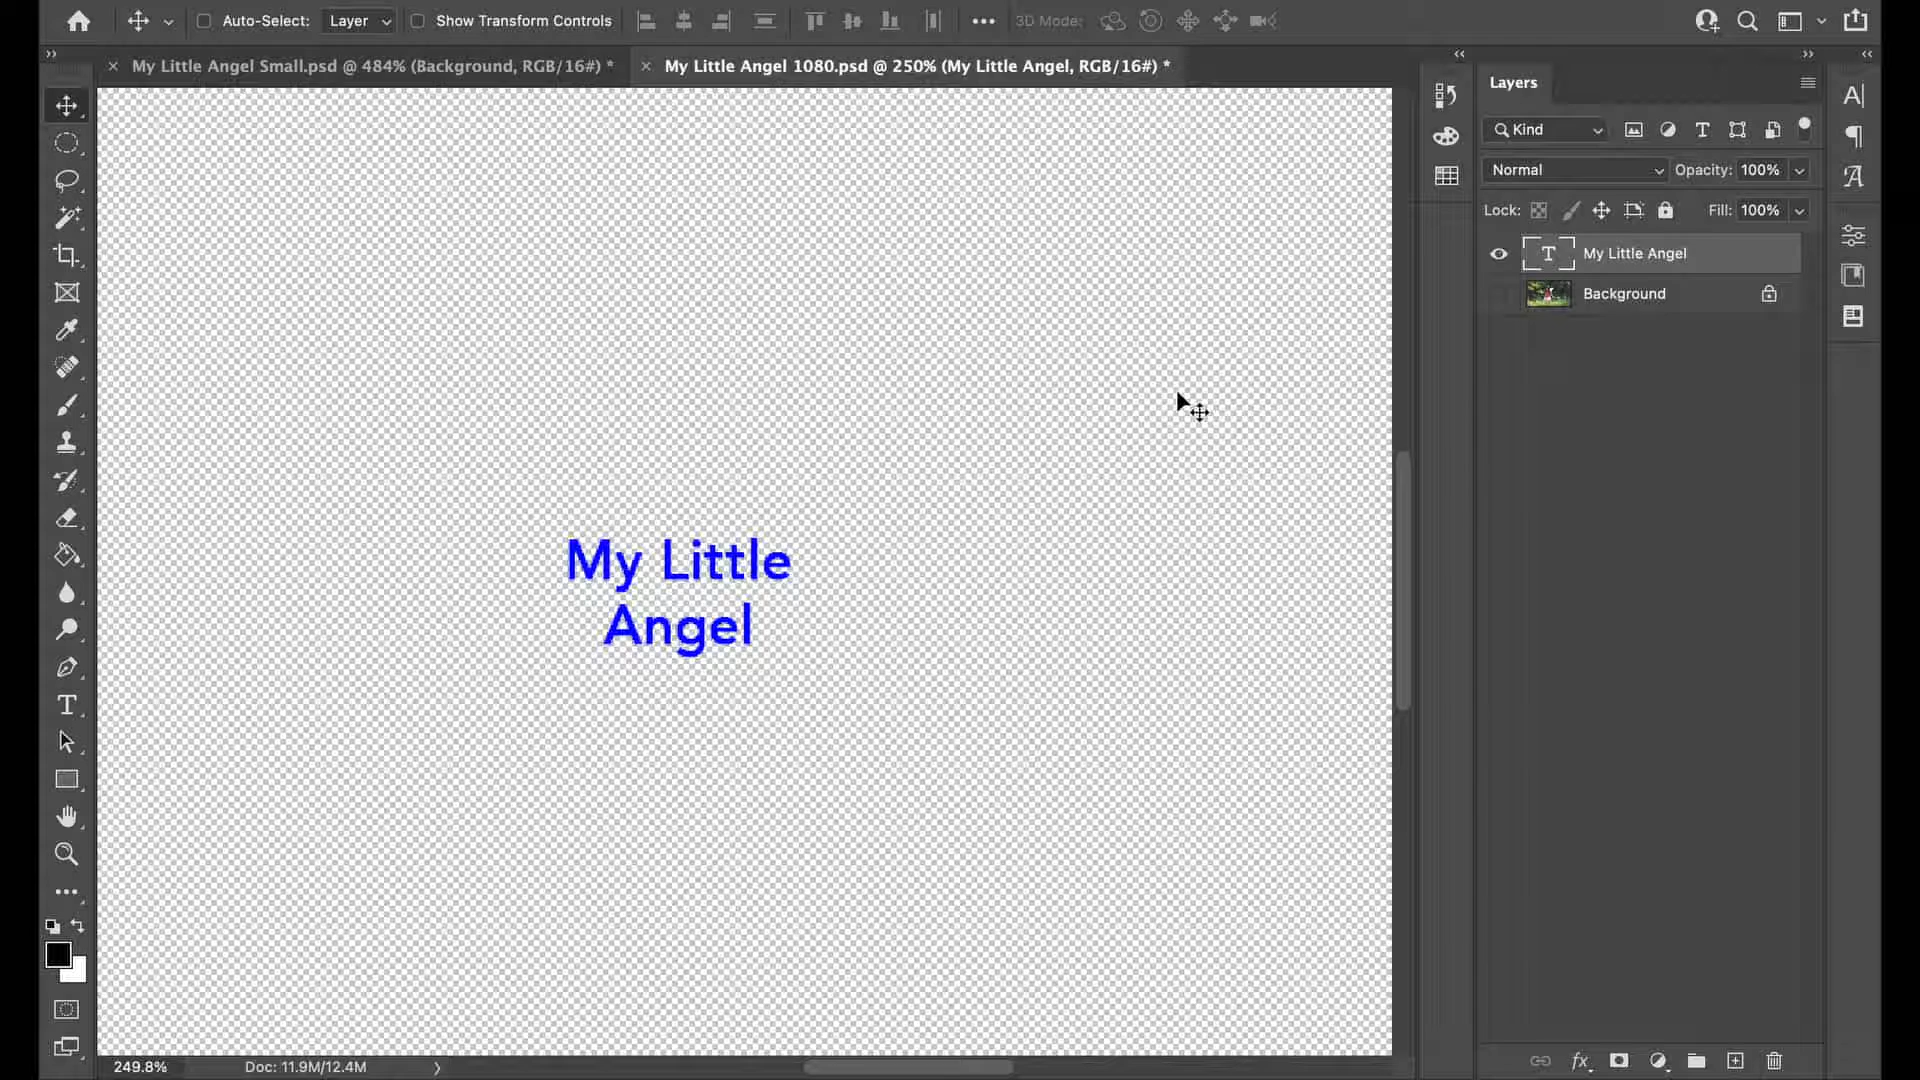 Auto-Select:
Layer
Show Transform Controls
3D Mode:
My Little Angel Small.psd @ 484% (Background, RGB/16#) *
My Little Angel 1080.psd @ 250% (My Little Angel, RGB/16#) *
Layers
Kind
Normal
Opacity: 100%
Lock:
Fill: 100%
My Little Angel
Background
My Little
Angel
249.8%
Doc: 11.9M/12.4M